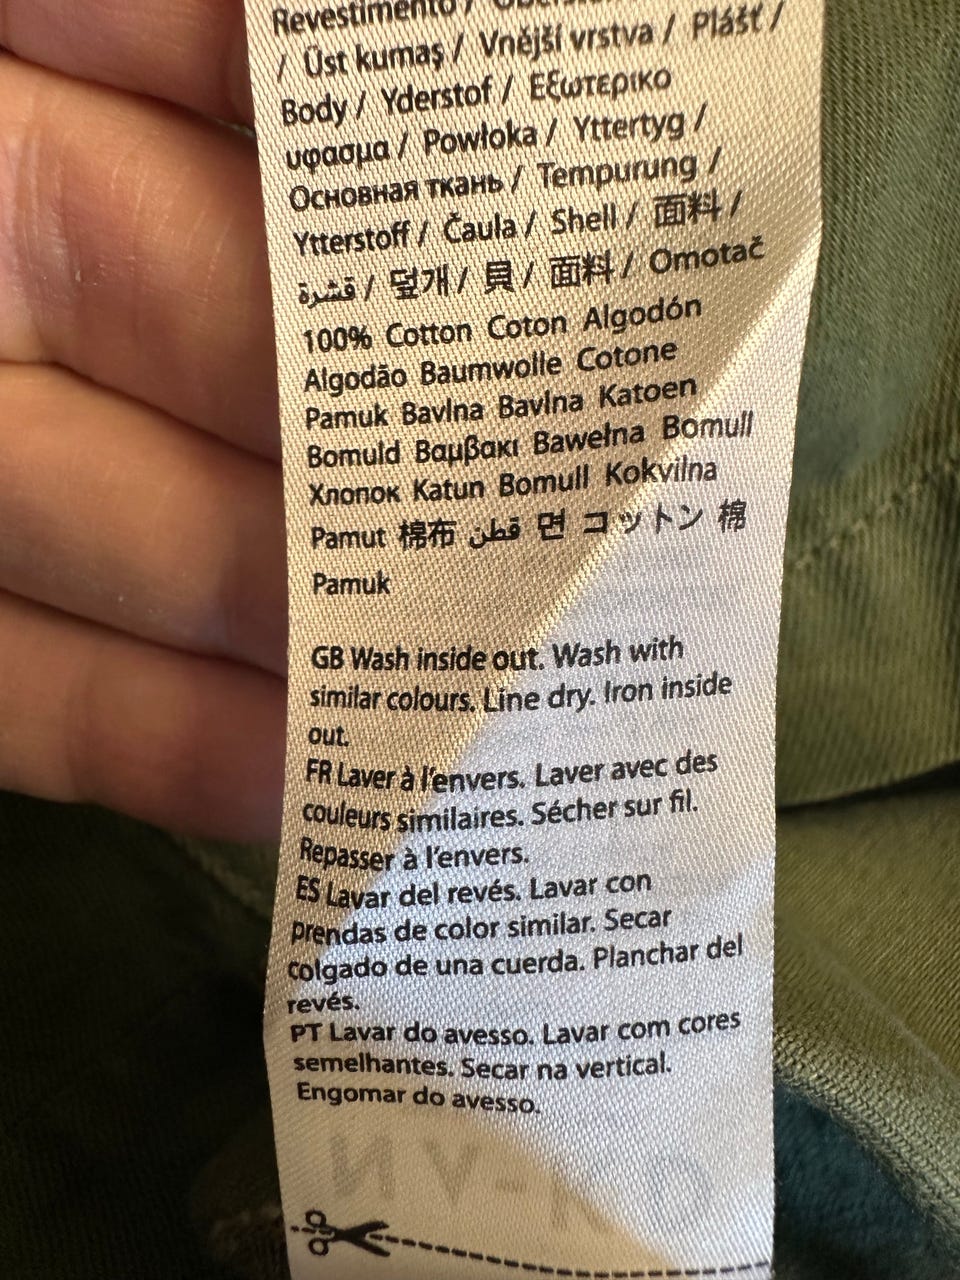 Revestimento /
/ Üst kumaş / Vnější vrstva / Plášť /
Body / Yderstof / Εξωτερικο
υφασμα / Powłoka / Yttertyg /
Основная ткань / Tempurung /
Ytterstoff / Čaula / Shell / 面料 /
قشرة / 덮개 / 貝 / 面料 / Omotač
100% Cotton Coton Algodón
Algodão Baumwolle Cotone
Pamuk Bavlna Bavlna Katoen
Bomuld Βαμβακι Bawełna Bomull
Хлопок Katun Bomull Kokvilna
Pamut 棉布 قطن 면 コットン 棉
Pamuk
GB Wash inside out. Wash with
similar colours. Line dry. Iron inside
out.
FR Laver à l'envers. Laver avec des
couleurs similaires. Sécher sur fil.
Repasser à l'envers.
ES Lavar del revés. Lavar con
prendas de color similar. Secar
colgado de una cuerda. Planchar del
revés.
PT Lavar do avesso. Lavar com cores
semelhantes. Secar na vertical.
Engomar do avesso.